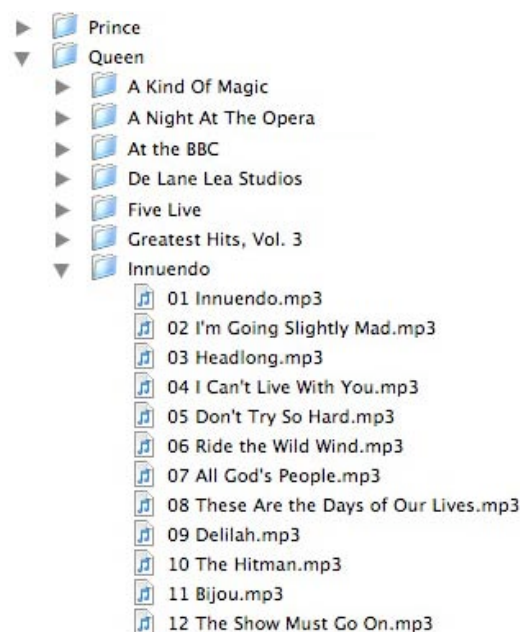 Prince
Queen
A Kind Of Magic
A Night At The Opera
At the BBC
De Lane Lea Studios
Five Live
Greatest Hits, Vol. 3
Innuendo
01 Innuendo.mp3
02 I'm Going Slightly Mad.mp3
03 Headlong.mp3
04 I Can't Live With You.mp3
05 Don't Try So Hard.mp3
06 Ride the Wild Wind.mp3
07 All God's People.mp3
08 These Are the Days of Our Lives.mp3
09 Delilah.mp3
10 The Hitman.mp3
11 Bijou.mp3
12 The Show Must Go On.mp3